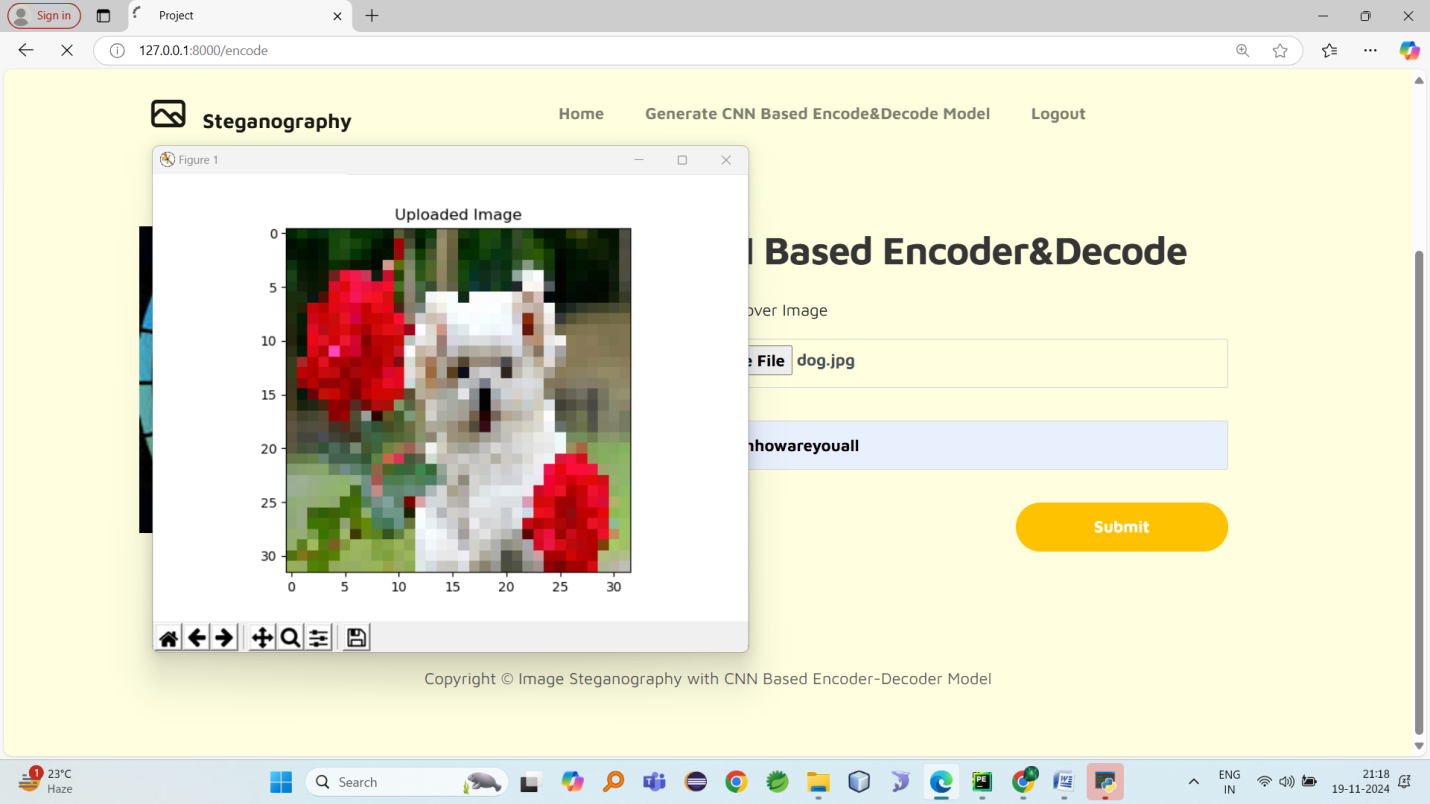 Sign in
Project
127.0.0.1:8000/encode
Steganography
Home
Generate CNN Based Encode&Decode Model
Logout
Figure 1
Uploaded Image
0
5
10
15
20
25
30
0 5 10 15 20 25 30
Based Encoder&Decode
over Image
File dog.jpg
howareyouall
Submit
Copyright © Image Steganography with CNN Based Encoder-Decoder Model
1
23°C
Haze
Search
PE
ENG
IN
21:18
19-11-2024